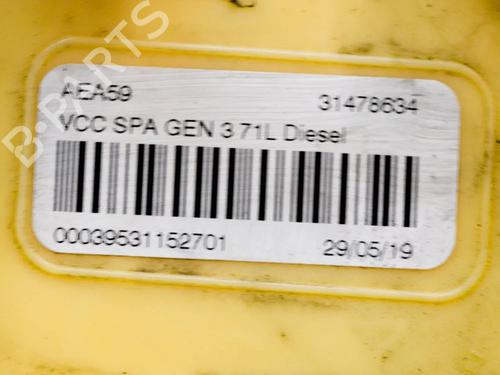 B-PARTS
AEA59 31478634
VCC SPA GEN 3 71L Diesel
00039531152701 29/05/19